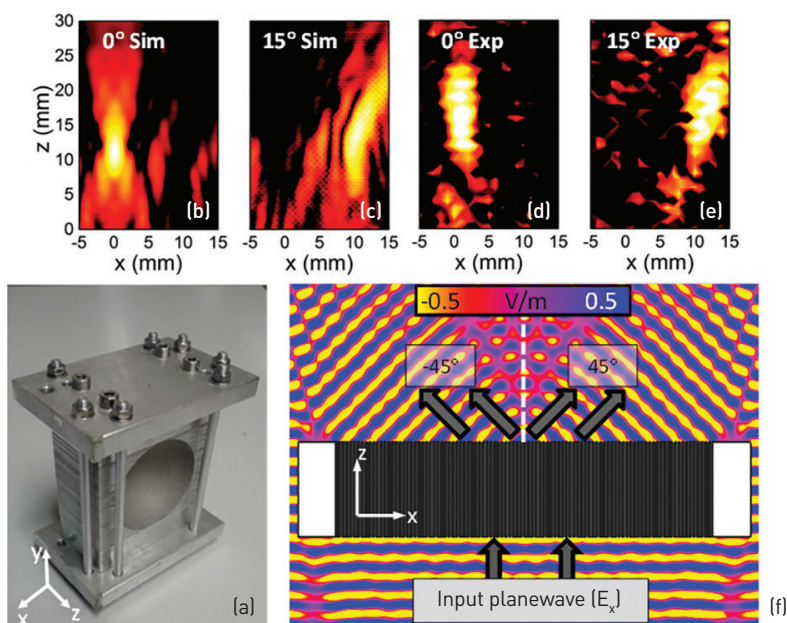 30
25
20
15
10
5
0
z (mm)
0° Sim
15° Sim
0° Exp
15° Exp
(b)
(c)
(d)
(e)
-5 0 5 10 15
-5 0 5 10 15
-5 0 5 10 15
-5 0 5 10 15
x (mm)
x (mm)
x (mm)
x (mm)
y
x
z
(a)
-0.5 V/m 0.5
-45° 45°
z
x
Input planewave (Eₓ)
(f)